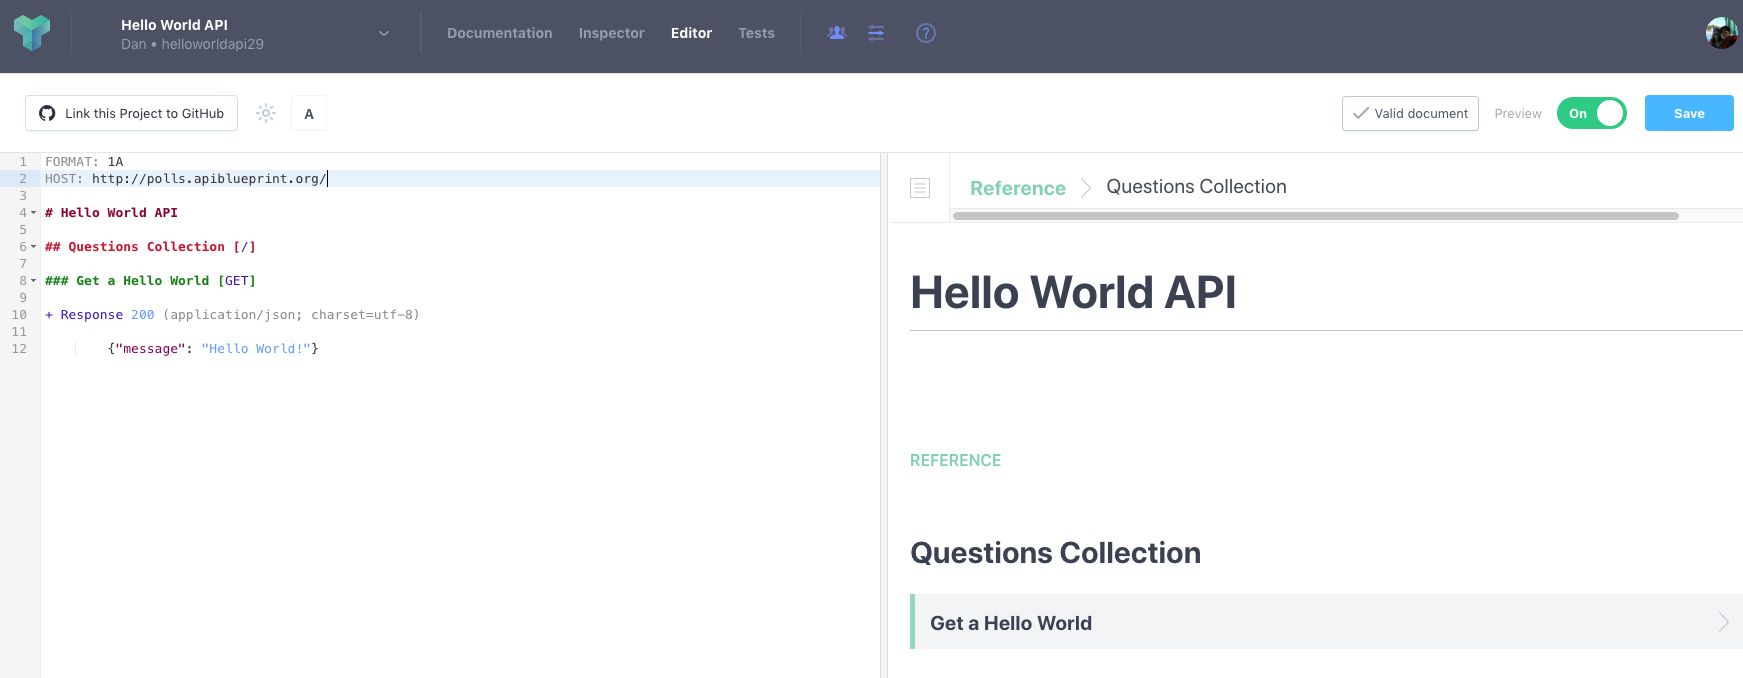 Hello World API
Dan • helloworldapi29
Documentation Inspector Editor Tests
?
Link this Project to GitHub
A
Valid document
Preview
On
Save
1 FORMAT: 1A
2 HOST: http://polls.apiblueprint.org/
3
4 # Hello World API
5
6 ## Questions Collection [/]
7
8 ### Get a Hello World [GET]
9
10 + Response 200 (application/json; charset=utf-8)
11
12 {"message": "Hello World!"}
Reference Questions Collection
Hello World API
REFERENCE
Questions Collection
Get a Hello World